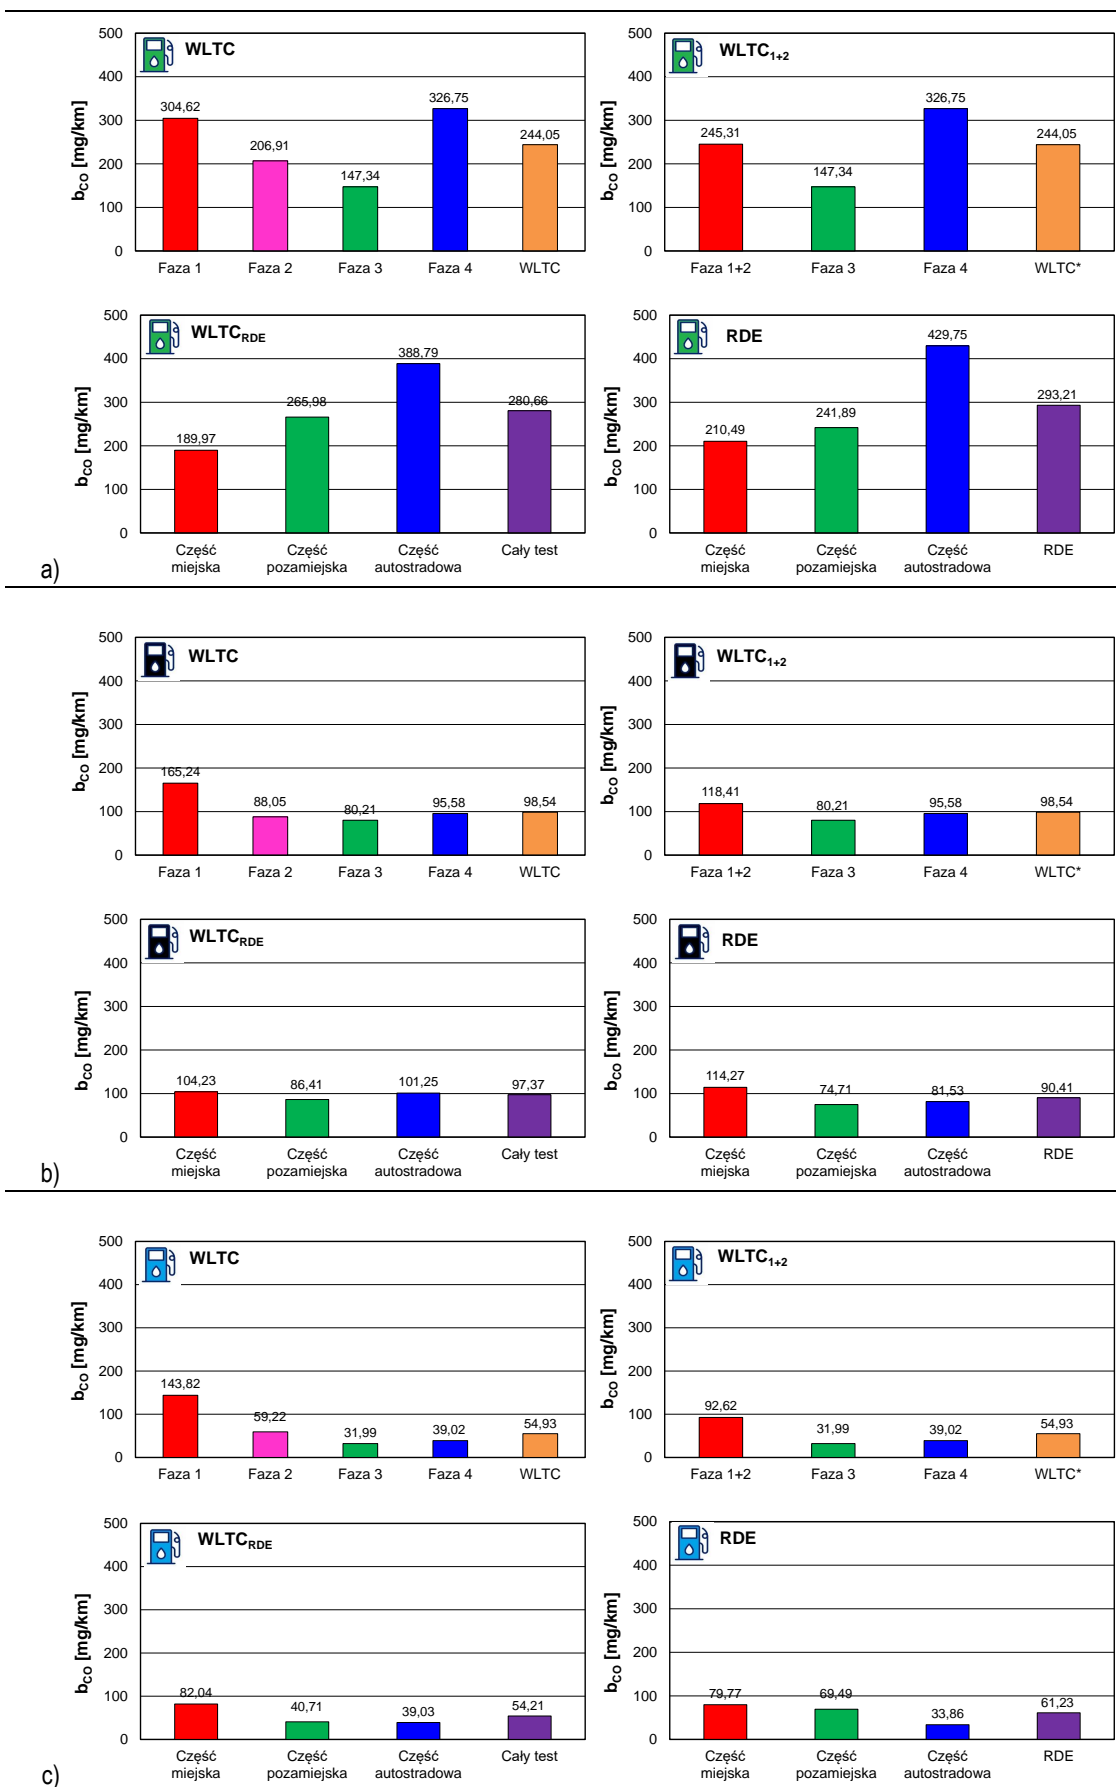 WLTC
b_CO [mg/km]
500
400
300
200
100
0
304,62
206,91
147,34
326,75
244,05
Faza 1 Faza 2 Faza 3 Faza 4 WLTC
WLTC1+2
b_CO [mg/km]
500
400
300
200
100
0
245,31
147,34
326,75
244,05
Faza 1+2 Faza 3 Faza 4 WLTC*
WLTC_RDE
b_CO [mg/km]
500
400
300
200
100
0
189,97
265,98
388,79
280,66
Część Część Część Cały test
miejska pozamiejska autostradowa
RDE
b_CO [mg/km]
500
400
300
200
100
0
210,49
241,89
429,75
293,21
Część Część Część RDE
miejska pozamiejska autostradowa
a)
WLTC
b_CO [mg/km]
500
400
300
200
100
0
165,24
88,05
80,21
95,58
98,54
Faza 1 Faza 2 Faza 3 Faza 4 WLTC
WLTC1+2
b_CO [mg/km]
500
400
300
200
100
0
118,41
80,21
95,58
98,54
Faza 1+2 Faza 3 Faza 4 WLTC*
WLTC_RDE
b_CO [mg/km]
500
400
300
200
100
0
104,23
86,41
101,25
97,37
Część Część Część Cały test
miejska pozamiejska autostradowa
RDE
b_CO [mg/km]
500
400
300
200
100
0
114,27
74,71
81,53
90,41
Część Część Część RDE
miejska pozamiejska autostradowa
b)
WLTC
b_CO [mg/km]
500
400
300
200
100
0
143,82
59,22
31,99
39,02
54,93
Faza 1 Faza 2 Faza 3 Faza 4 WLTC
WLTC1+2
b_CO [mg/km]
500
400
300
200
100
0
92,62
31,99
39,02
54,93
Faza 1+2 Faza 3 Faza 4 WLTC*
WLTC_RDE
b_CO [mg/km]
500
400
300
200
100
0
82,04
40,71
39,03
54,21
Część Część Część Cały test
miejska pozamiejska autostradowa
RDE
b_CO [mg/km]
500
400
300
200
100
0
79,77
69,49
33,86
61,23
Część Część Część RDE
miejska pozamiejska autostradowa
c)